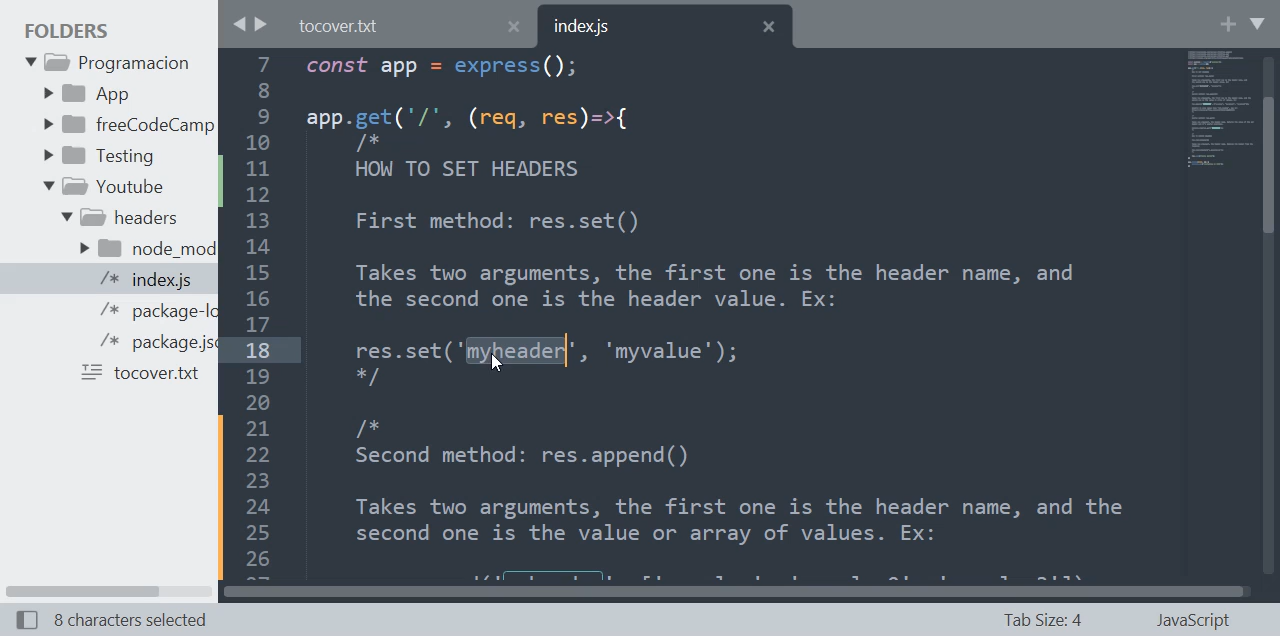 FOLDERS
Programacion
App
freeCodeCamp
Testing
Youtube
headers
node_mod
/* index.js
/* package-lo
/* package.jsc
tocover.txt
tocover.txt ×
index.js ×
7 const app = express();
8
9 app.get('/', (req, res)=>{
10 /*
11 HOW TO SET HEADERS
12
13 First method: res.set()
14
15 Takes two arguments, the first one is the header name, and
16 the second one is the header value. Ex:
17
18 res.set('myheader', 'myvalue');
19 */
20
21 /*
22 Second method: res.append()
23
24 Takes two arguments, the first one is the header name, and the
25 second one is the value or array of values. Ex:
26
8 characters selected
Tab Size: 4
JavaScript